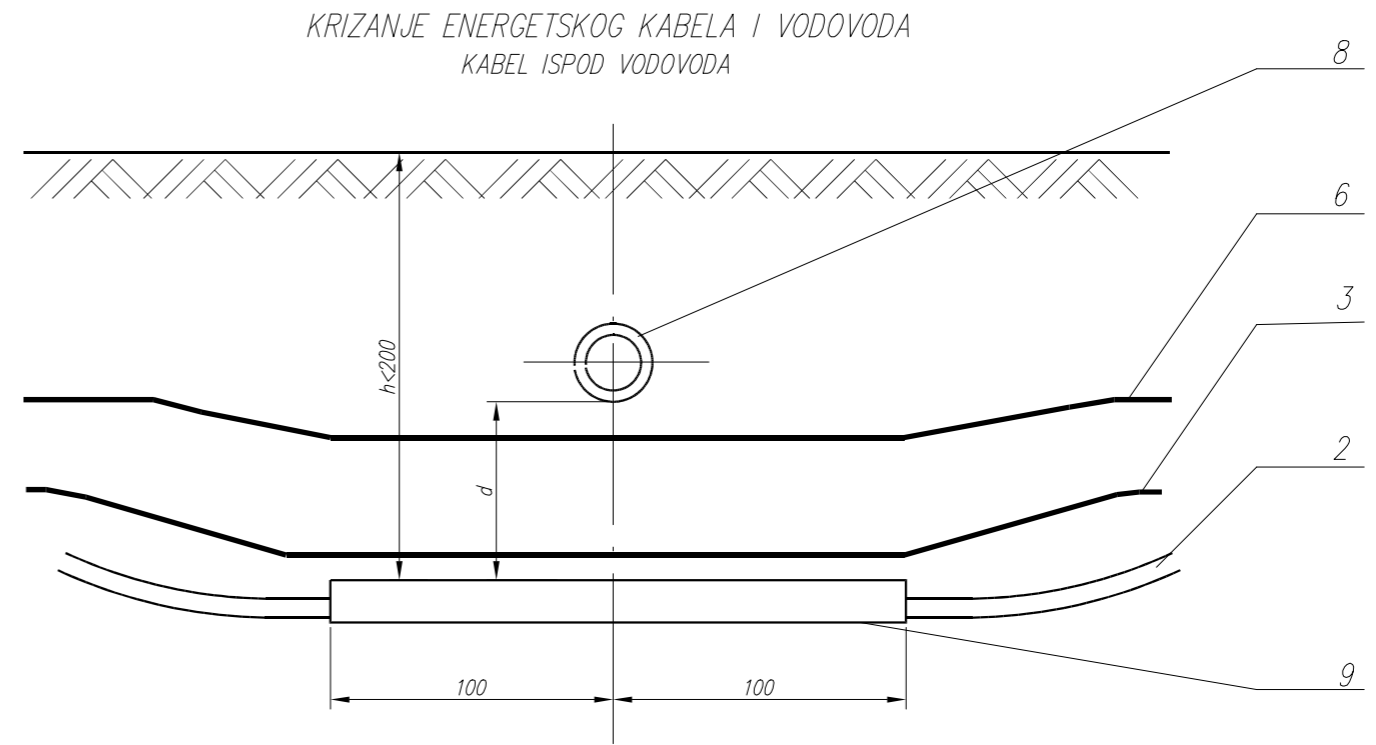 KRIZANJE ENERGETSKOG KABELA I VODOVODA
KABEL ISPOD VODOVODA
8
6
3
h<200
2
d
9
100
100